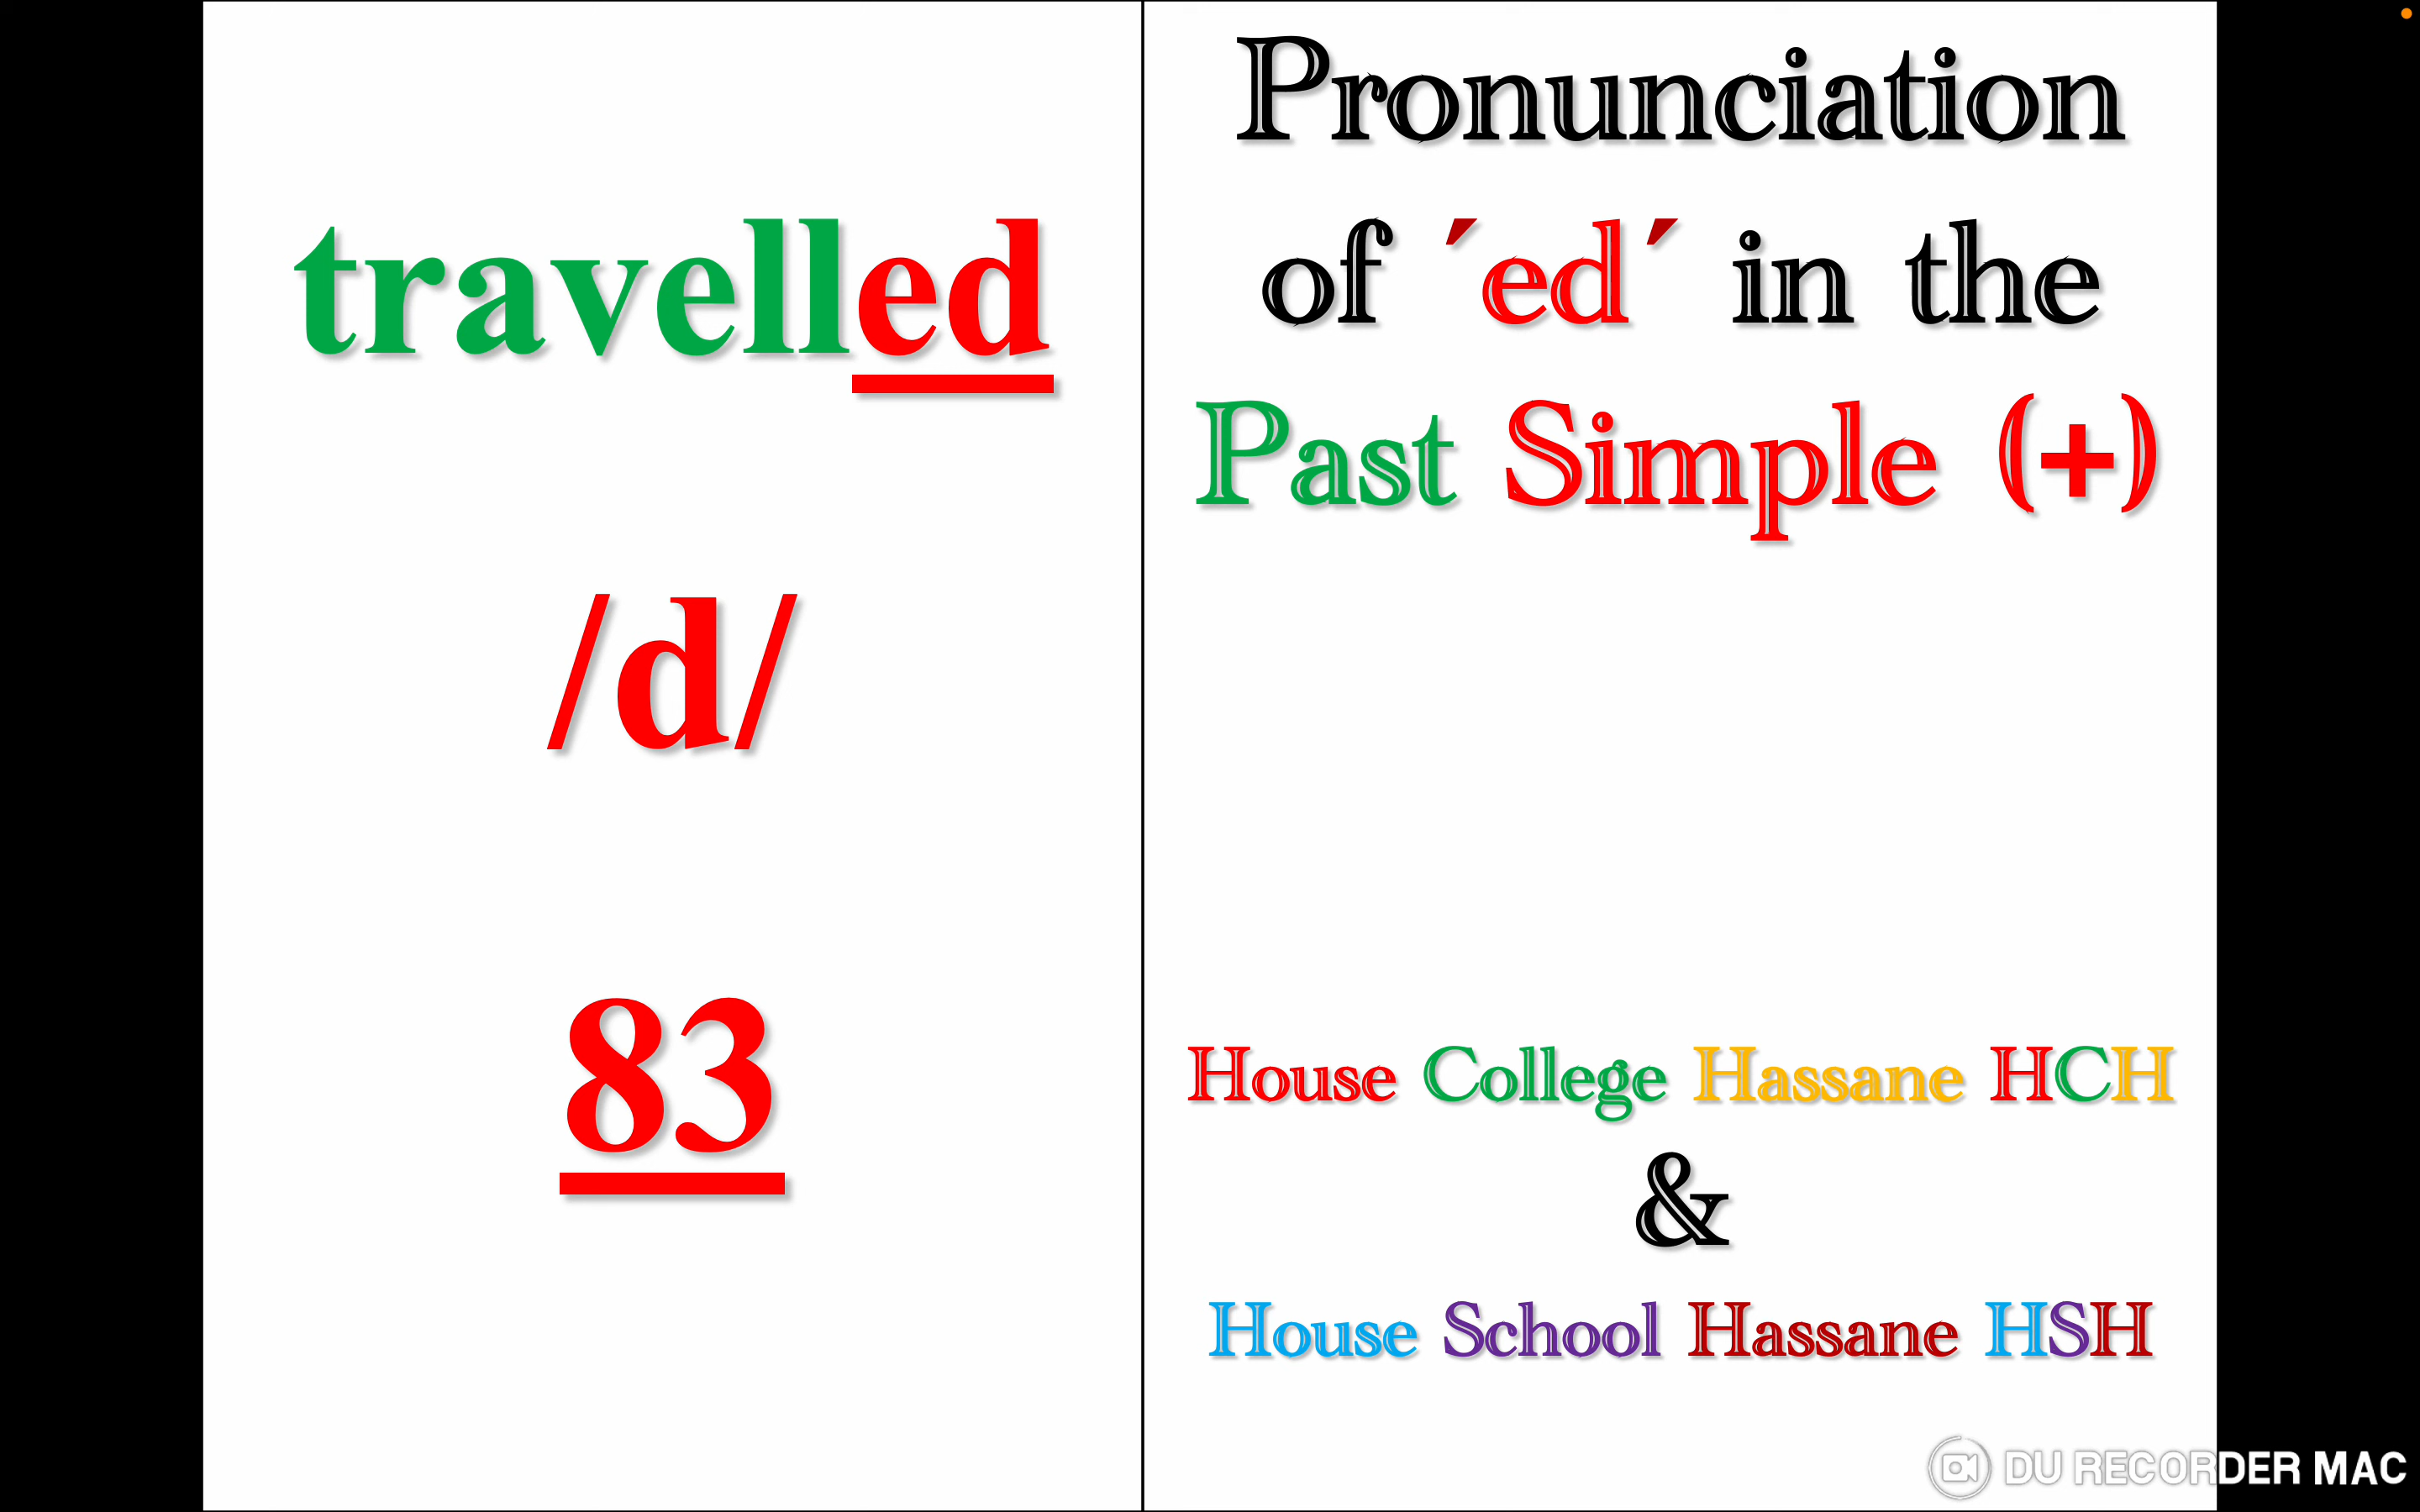 travelled
/d/
83
Pronunciation
of ´ed´ in the
Past Simple (+)
House College Hassane HCH
&
House School Hassane HSH
DU RECORDER MAC